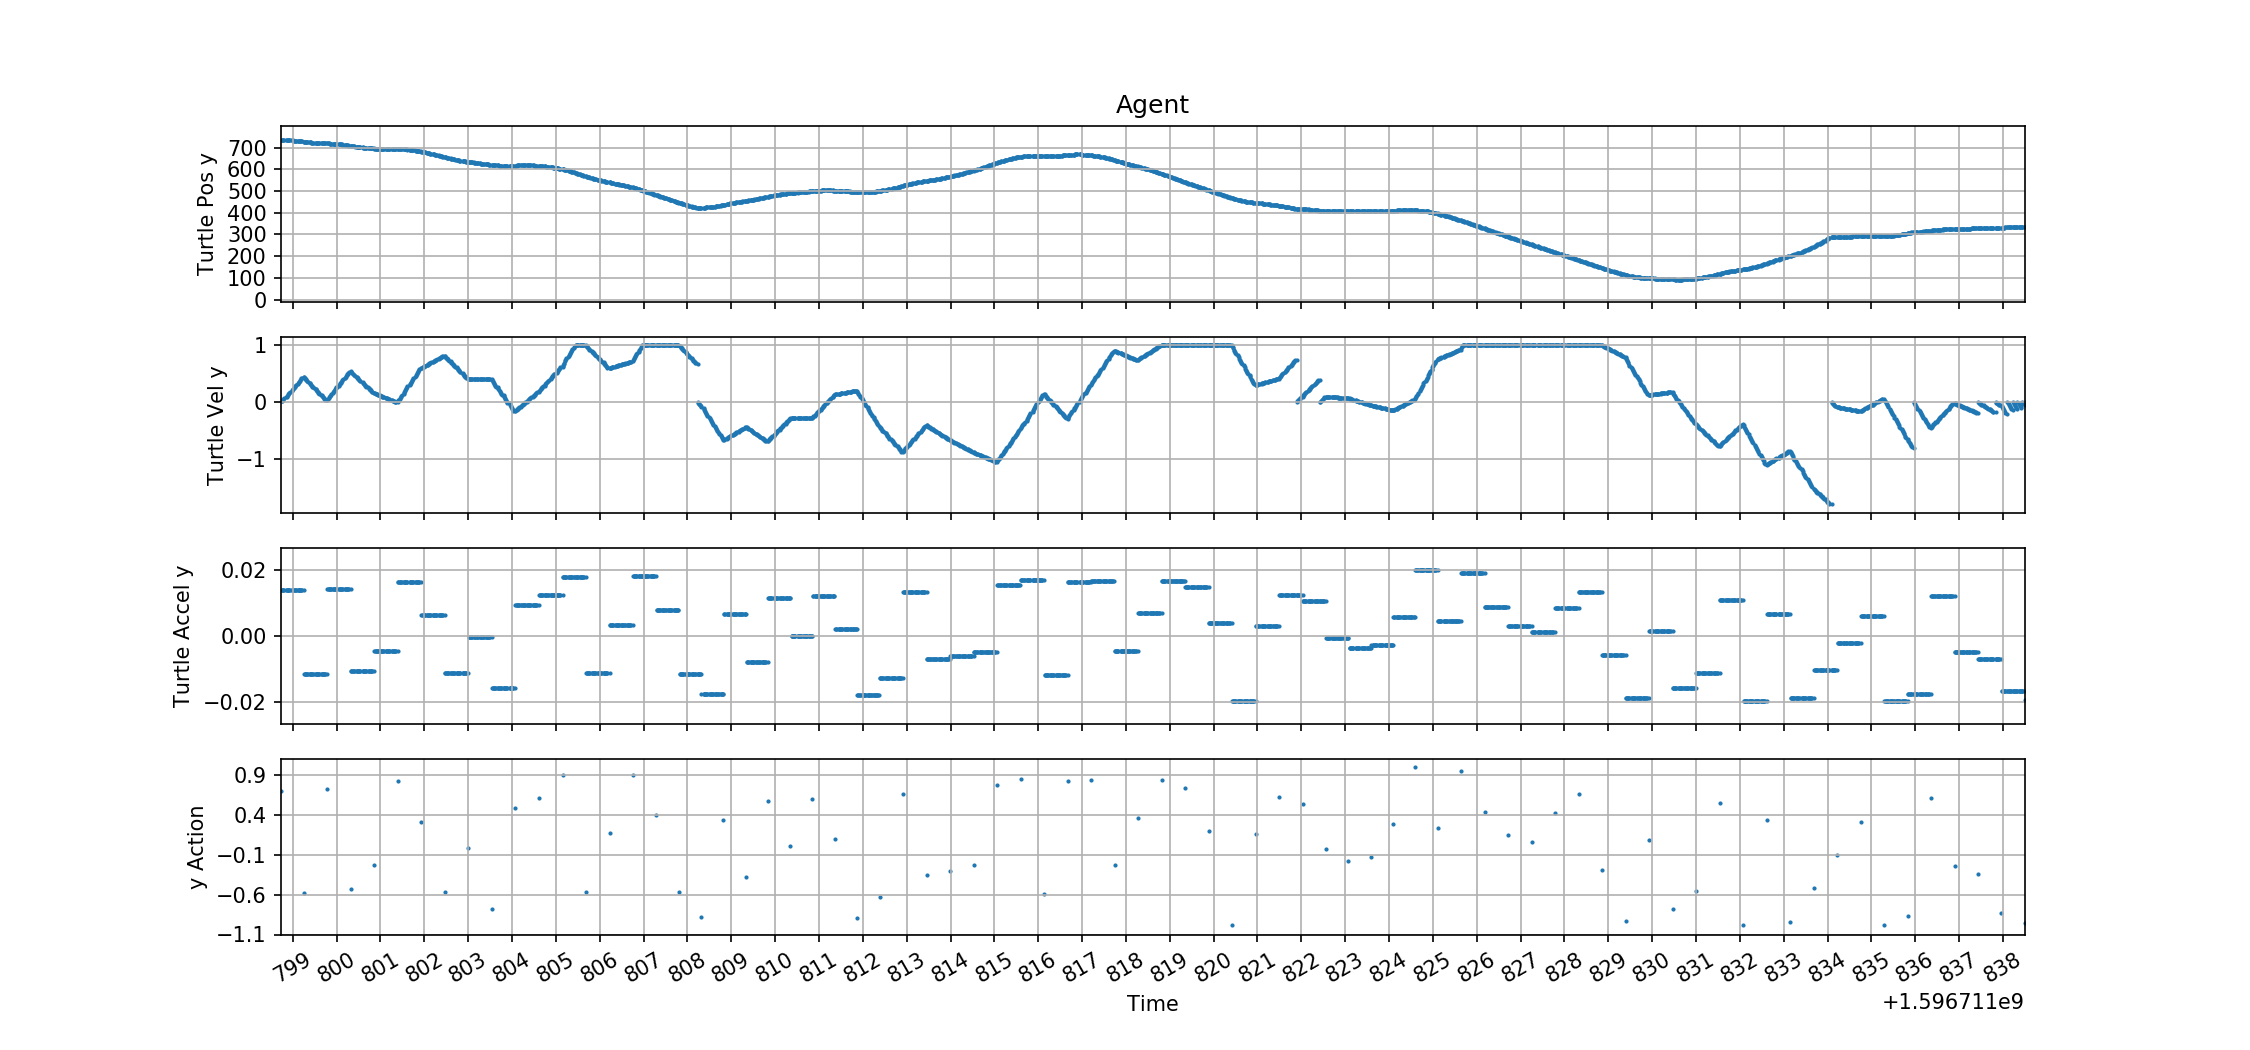 Agent
Turtle Pos y
700
600
500
400
300
200
100
0
Turtle Vel y
1
0
−1
Turtle Accel y
0.02
0.00
−0.02
y Action
0.9
0.4
−0.1
−0.6
−1.1
799 800 801 802 803 804 805 806 807 808 809 810 811 812 813 814 815 816 817 818 819 820 821 822 823 824 825 826 827 828 829 830 831 832 833 834 835 836 837 838
Time
+1.596711e9